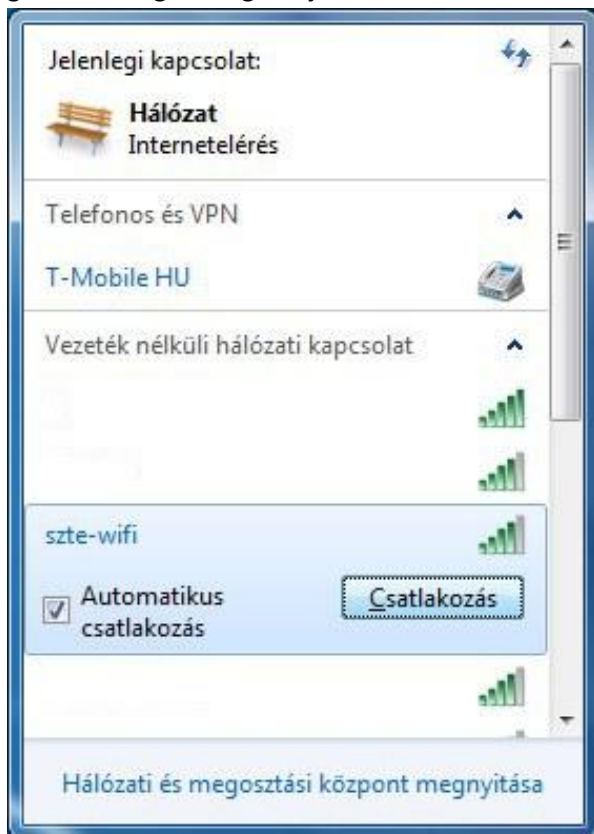 Jelenlegi kapcsolat:
Hálózat
Internetelérés
Telefonos és VPN
T-Mobile HU
Vezeték nélküli hálózati kapcsolat
szte-wifi
Automatikus
csatlakozás
Csatlakozás
Hálózati és megosztási központ megnyitása